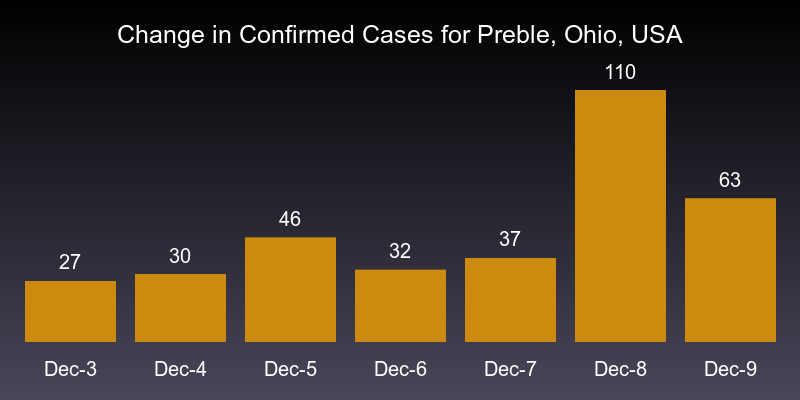 Change in Confirmed Cases for Preble, Ohio, USA
27 30 46 32 37 110 63
Dec-3 Dec-4 Dec-5 Dec-6 Dec-7 Dec-8 Dec-9